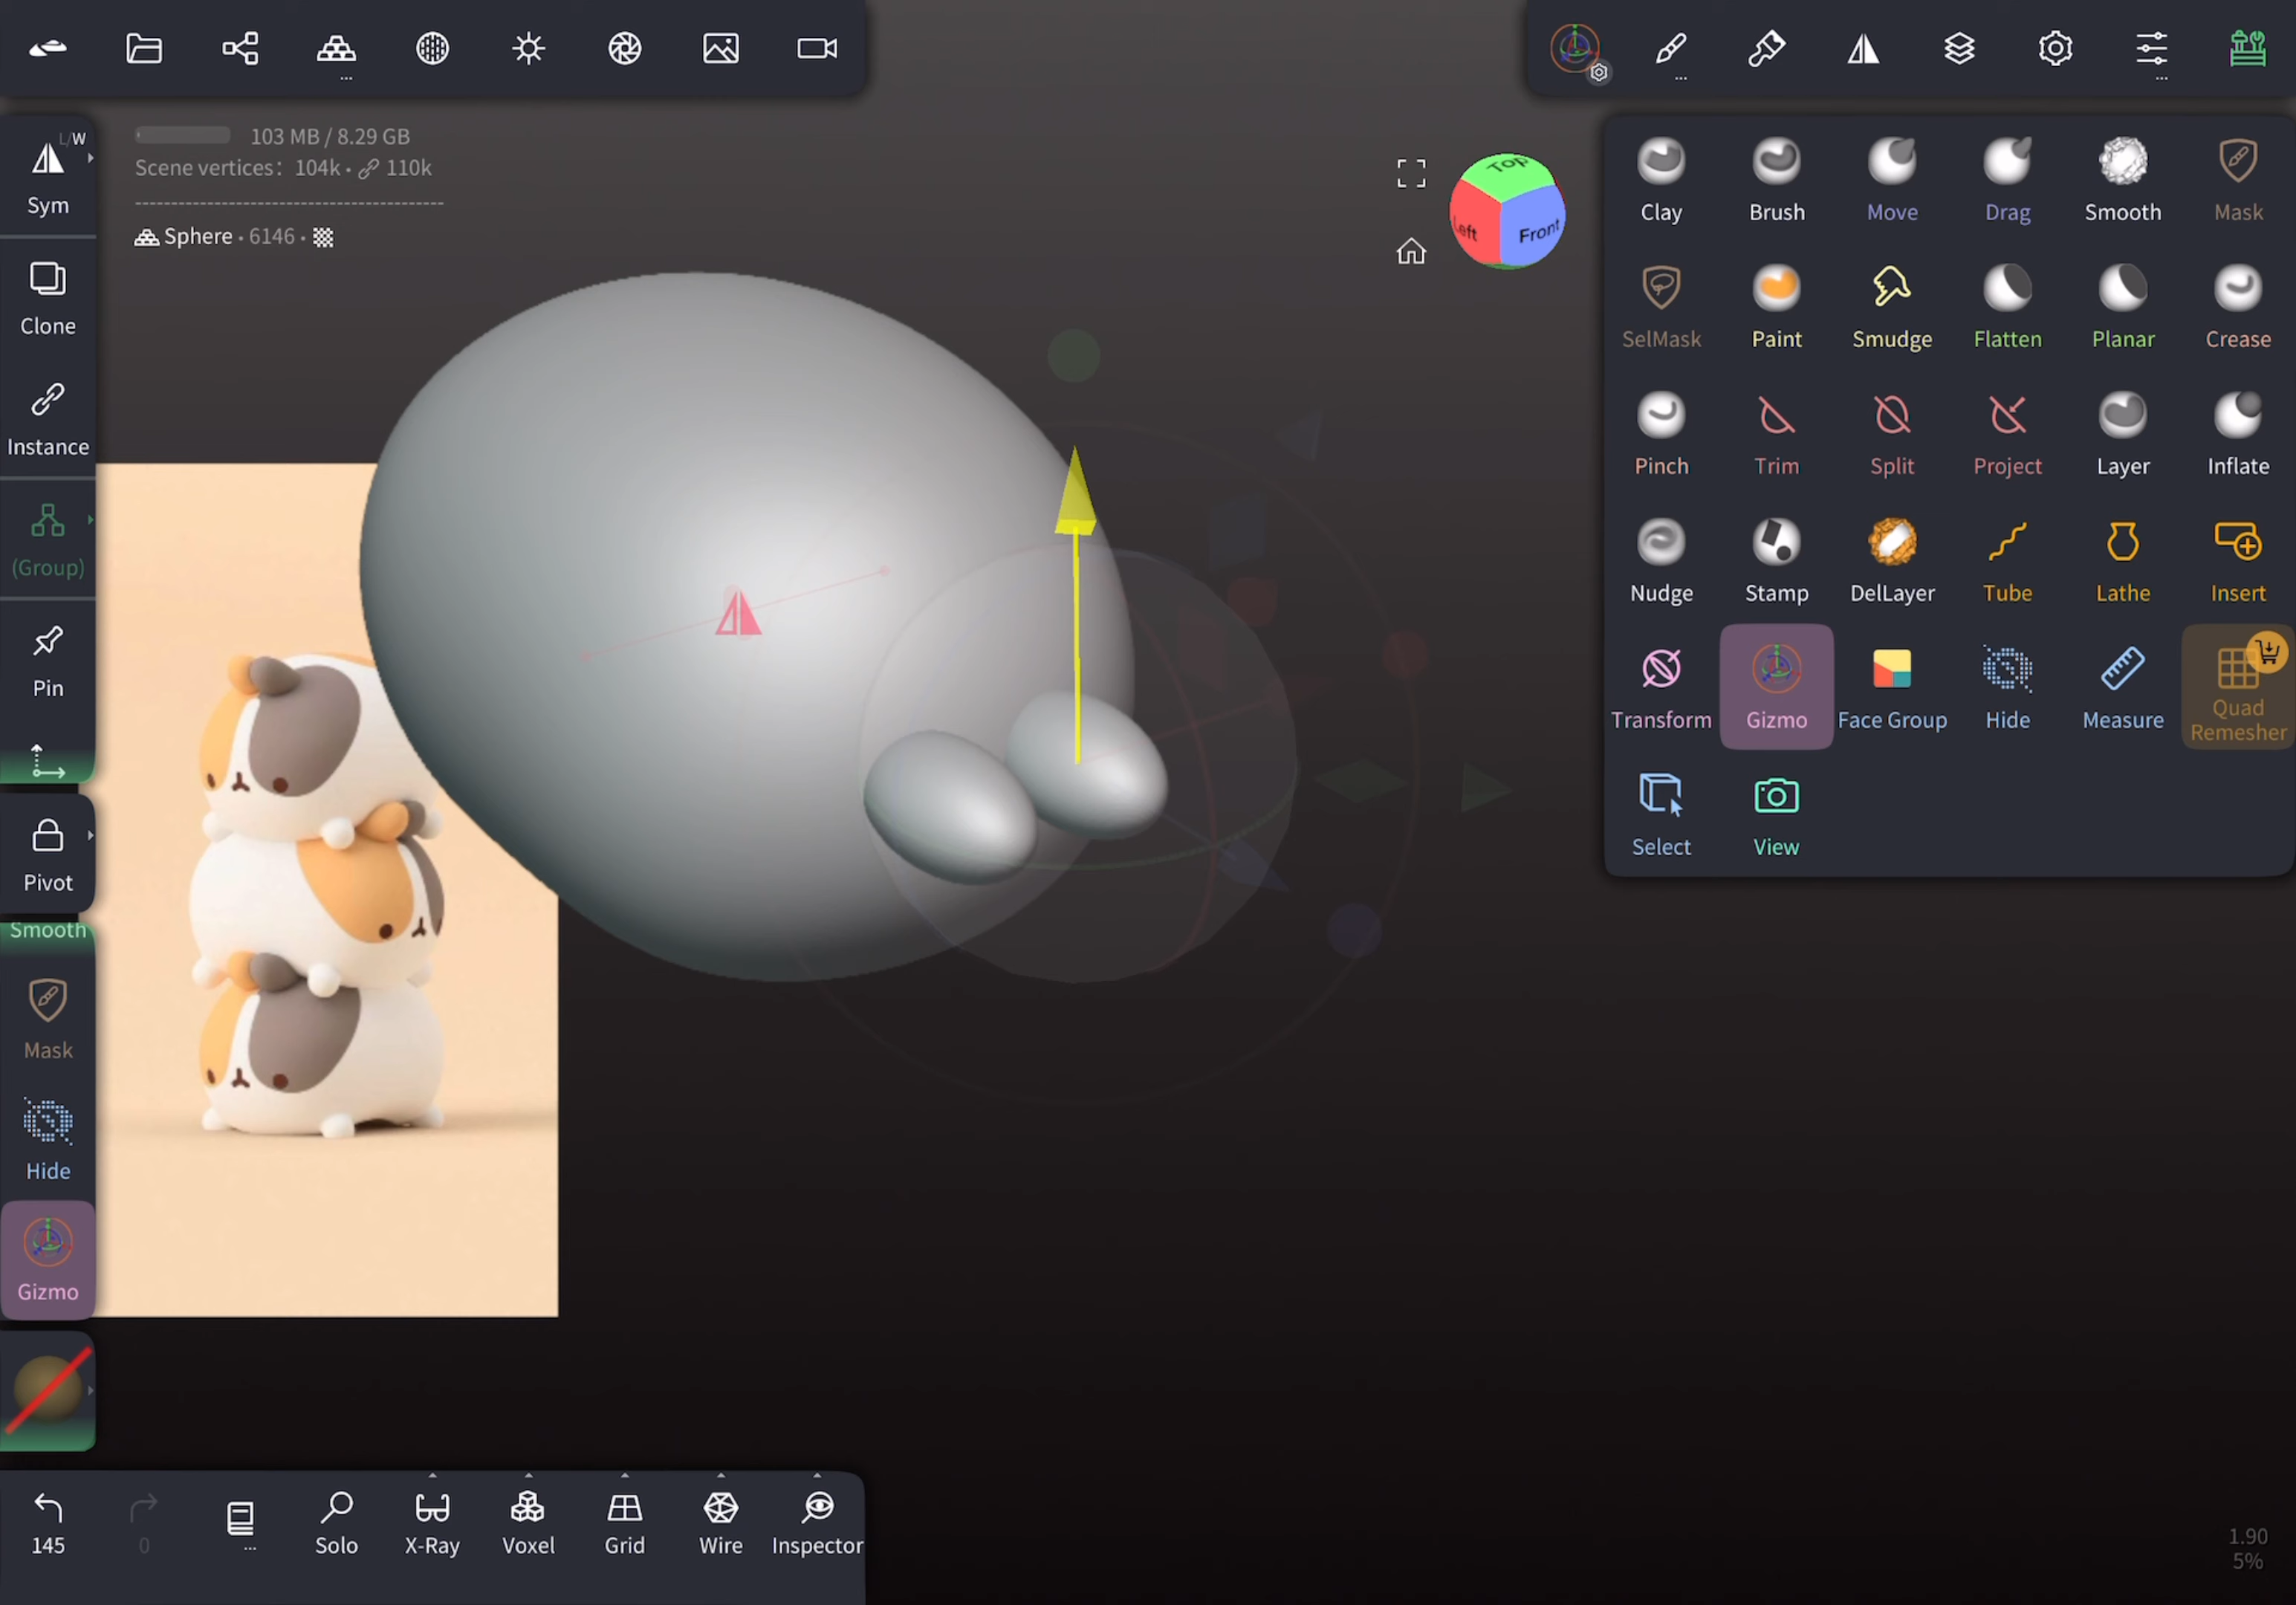 L/W
Sym
Clone
Instance
(Group)
Pin
Pivot
Smooth
Mask
Hide
Gizmo
103 MB / 8.29 GB
Scene vertices: 104k • 110k
Sphere • 6146 •
Top
Left
Front
Clay Brush Move Drag Smooth Mask
SelMask Paint Smudge Flatten Planar Crease
Pinch Trim Split Project Layer Inflate
Nudge Stamp DelLayer Tube Lathe Insert
Transform Gizmo Face Group Hide Measure Quad
Remesher
Select View
145 0 ... Solo X-Ray Voxel Grid Wire Inspector
1.90
5%